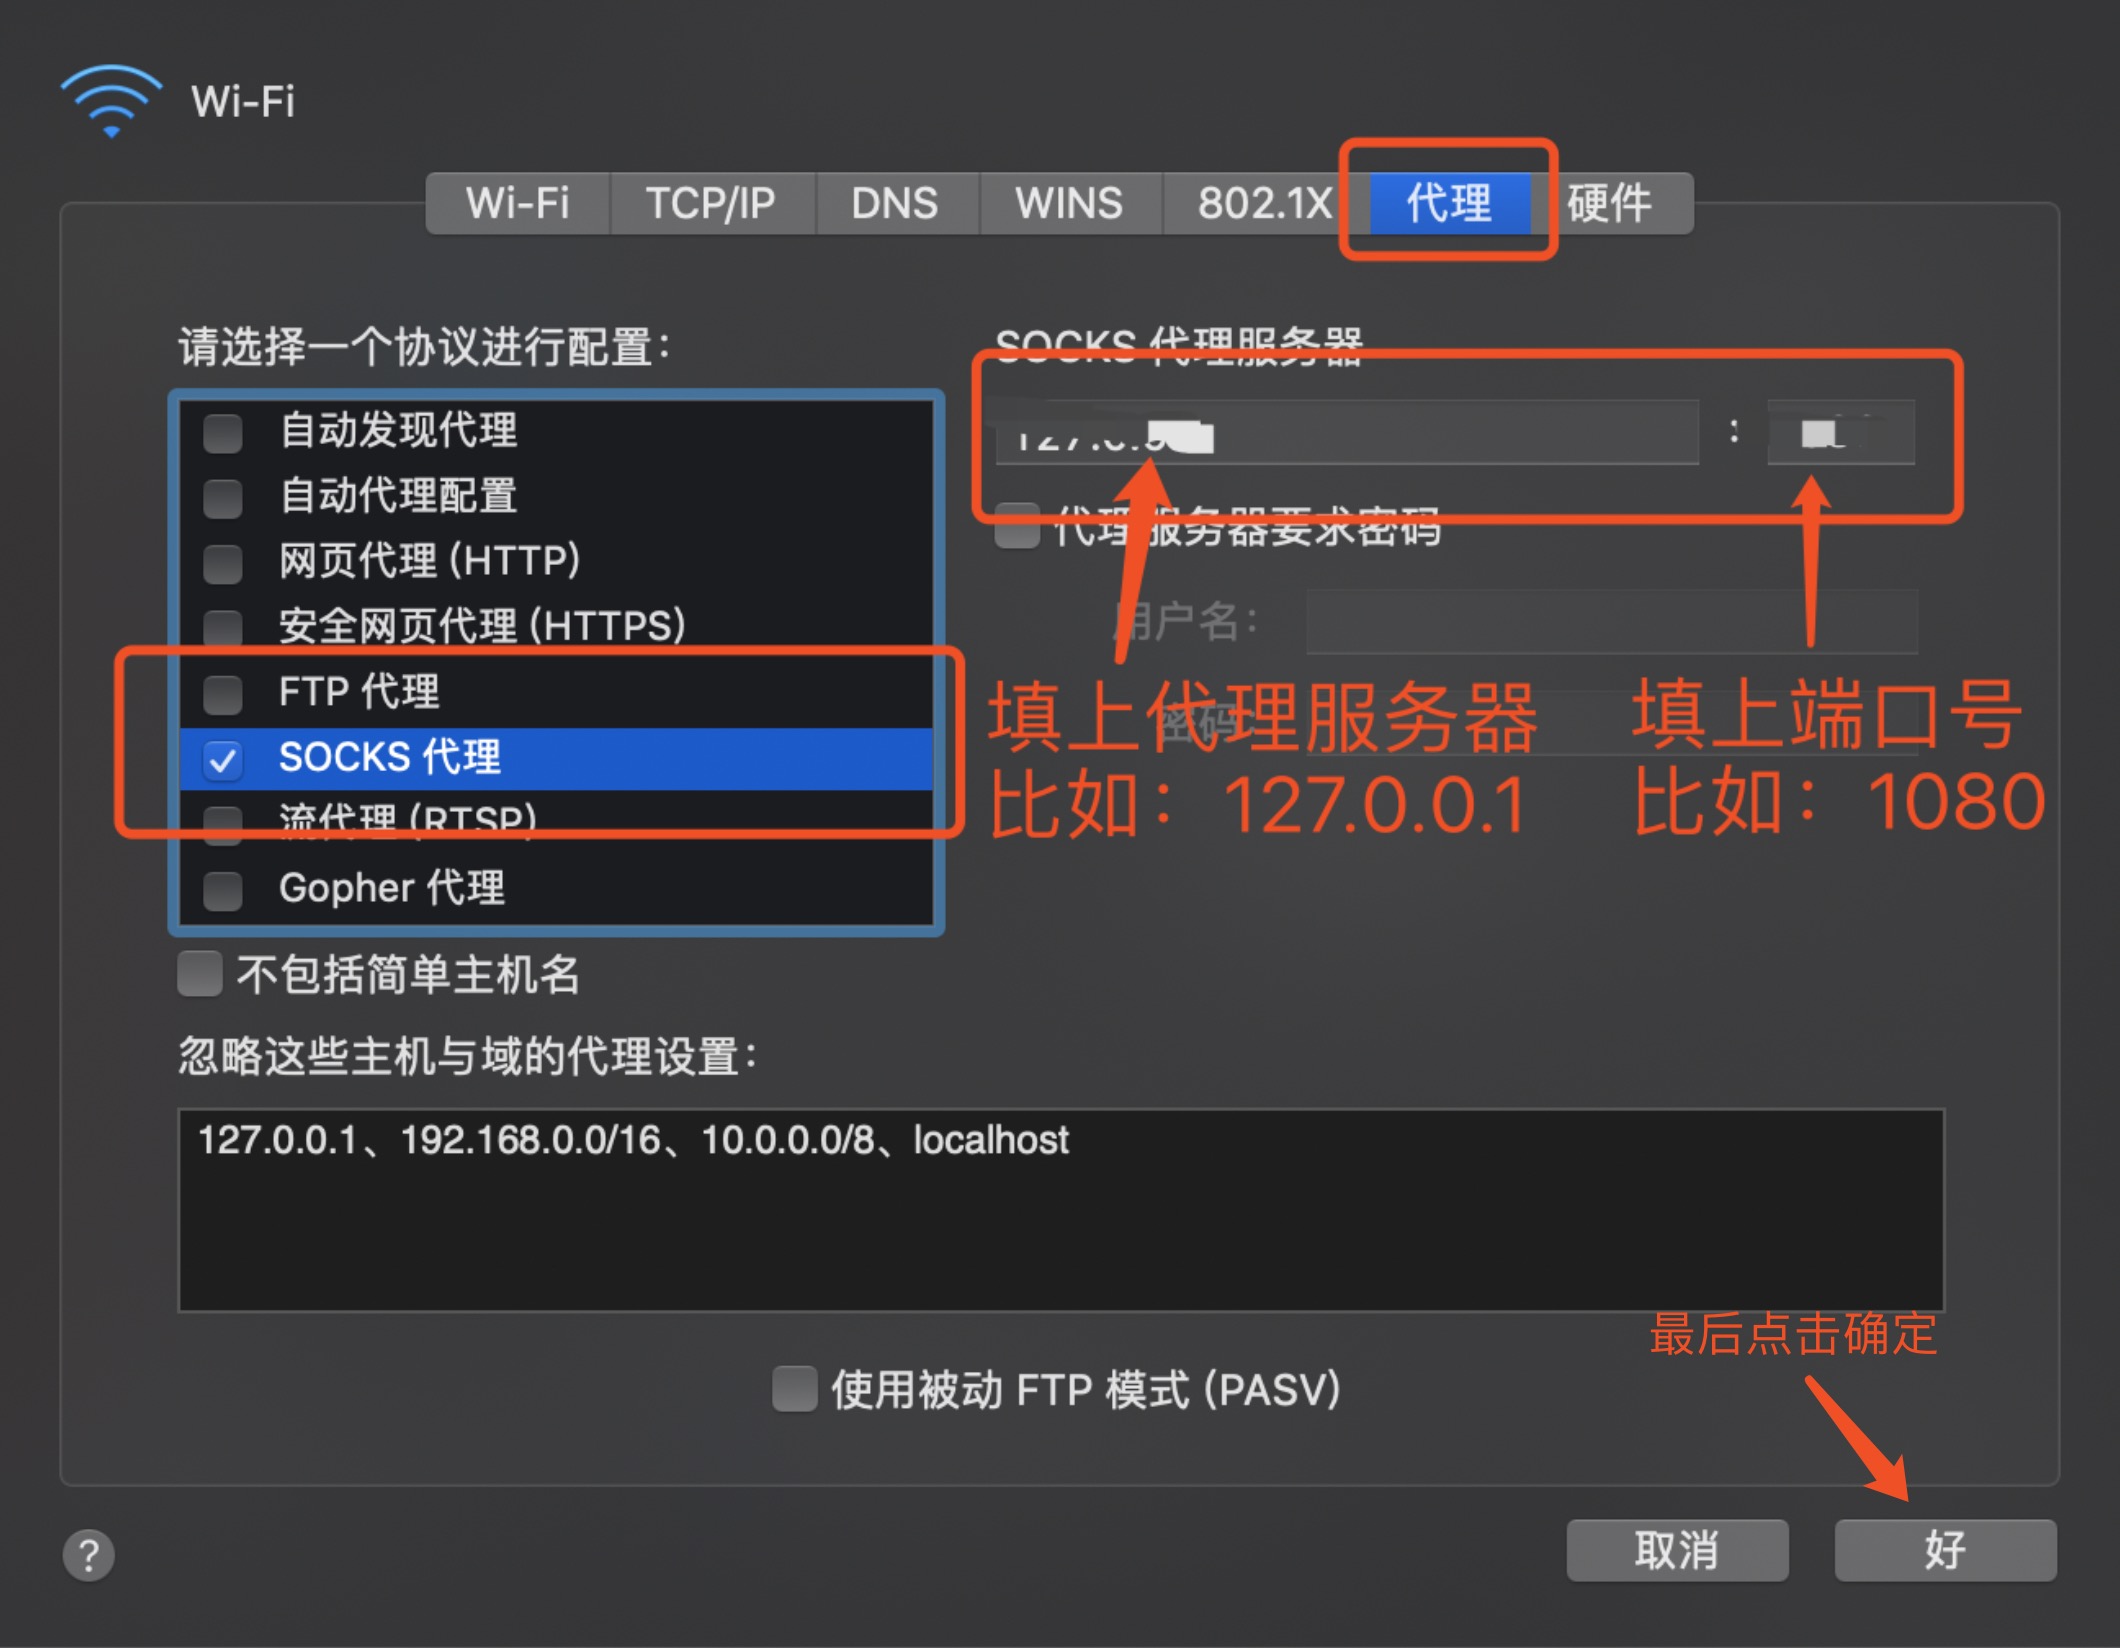 Wi-Fi
Wi-Fi TCP/IP DNS WINS 802.1X 代理 硬件
请选择一个协议进行配置：
自动发现代理
自动代理配置
网页代理 (HTTP)
安全网页代理 (HTTPS)
FTP 代理
SOCKS 代理
流代理 (RTSP)
Gopher 代理
SOCKS 代理服务器
:
代理服务器要求密码
用户名：
密码：
填上代理服务器
比如：127.0.0.1
填上端口号
比如：1080
不包括简单主机名
忽略这些主机与域的代理设置：
127.0.0.1、192.168.0.0/16、10.0.0.0/8、localhost
最后点击确定
使用被动 FTP 模式 (PASV)
?
取消
好